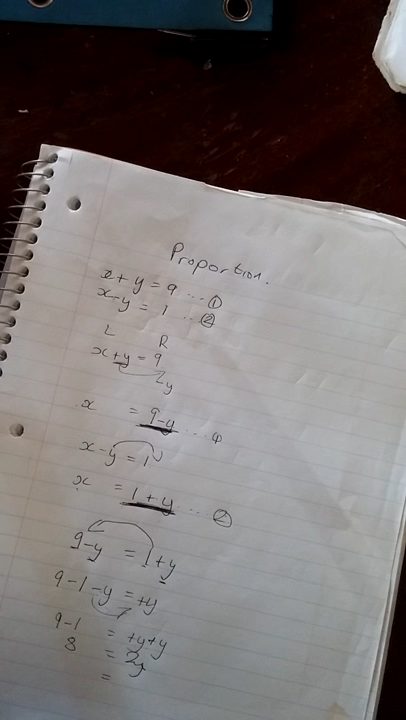 Proportion.
x + y = 9 ... ①
x - y = 1 ... ②
L R
x + y = 9
x = 9 - y ... ①
x - y = 1
x = 1 + y ... ②
9 - y = 1 + y
9 - 1 - y = + y
9 - 1 = + y + y
8 = 2y
=